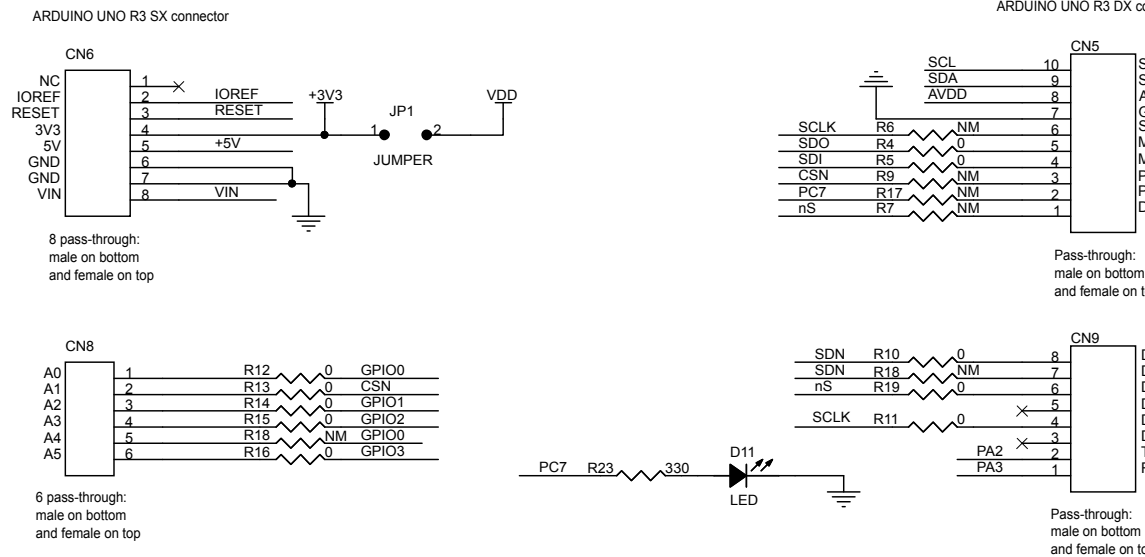 ARDUINO UNO R3 SX connector
CN6
NC 1
IOREF 2 IOREF
RESET 3 RESET
3V3 4 +3V3 1 JP1 2 VDD
JUMPER
5V 5 +5V
GND 6
GND 7
VIN 8 VIN
8 pass-through:
male on bottom
and female on top
ARDUINO UNO R3 DX
CN5
SCL 10
SDA 9
AVDD 8
7
SCLK R6 NM 6
SDO R4 0 5
SDI R5 0 4
CSN R9 NM 3
PC7 R17 NM 2
nS R7 NM 1
Pass-through:
male on bottom
and female on
CN8
A0 1 R12 0 GPIO0
A1 2 R13 0 CSN
A2 3 R14 0 GPIO1
A3 4 R15 0 GPIO2
A4 5 R18 NM GPIO0
A5 6 R16 0 GPIO3
6 pass-through:
male on bottom
and female on top
PC7 R23 330 D11
LED
CN9
SDN R10 0 8
SDN R18 NM 7
nS R19 0 6
5
SCLK R11 0 4
3
PA2 2
PA3 1
Pass-through:
male on bottom
and female on